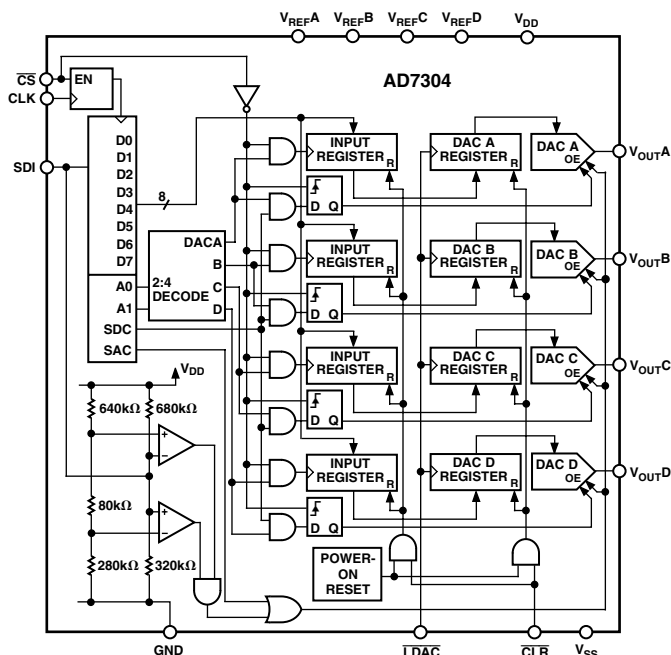 VREFA VREFB VREFC VREFD VDD
CS
EN
CLK
AD7304
SDI
D0
D1
D2
D3
D4
D5
D6
D7
A0
A1
SDC
SAC
8
2:4
DECODE
DACA
B
C
D
INPUT
REGISTER
R
DAC A
REGISTER
R
DAC A
OE
VOUTA
D Q
INPUT
REGISTER
R
DAC B
REGISTER
R
DAC B
OE
VOUTB
D Q
INPUT
REGISTER
R
DAC C
REGISTER
R
DAC C
OE
VOUTC
D Q
INPUT
REGISTER
R
DAC D
REGISTER
R
DAC D
OE
VOUTD
D Q
VDD
640kΩ
680kΩ
+
−
80kΩ
+
−
280kΩ
320kΩ
POWER-
ON
RESET
GND
LDAC
CLR
VSS